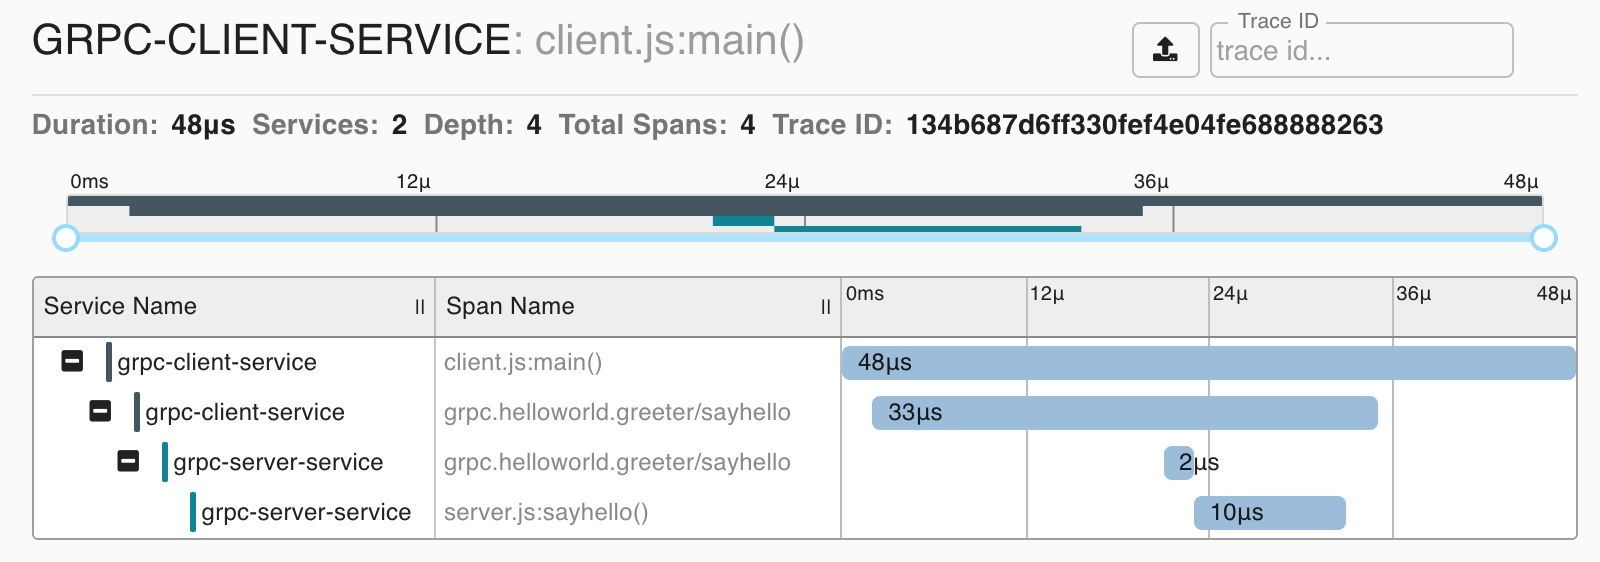 GRPC-CLIENT-SERVICE: client.js:main()
Trace ID
trace id...
Duration: 48μs Services: 2 Depth: 4 Total Spans: 4 Trace ID: 134b687d6ff330fef4e04fe688888263
0ms 12μ 24μ 36μ 48μ
Service Name Span Name 0ms 12μ 24μ 36μ 48μ
grpc-client-service client.js:main() 48μs
grpc-client-service grpc.helloworld.greeter/sayhello 33μs
grpc-server-service grpc.helloworld.greeter/sayhello 2μs
grpc-server-service server.js:sayhello() 10μs